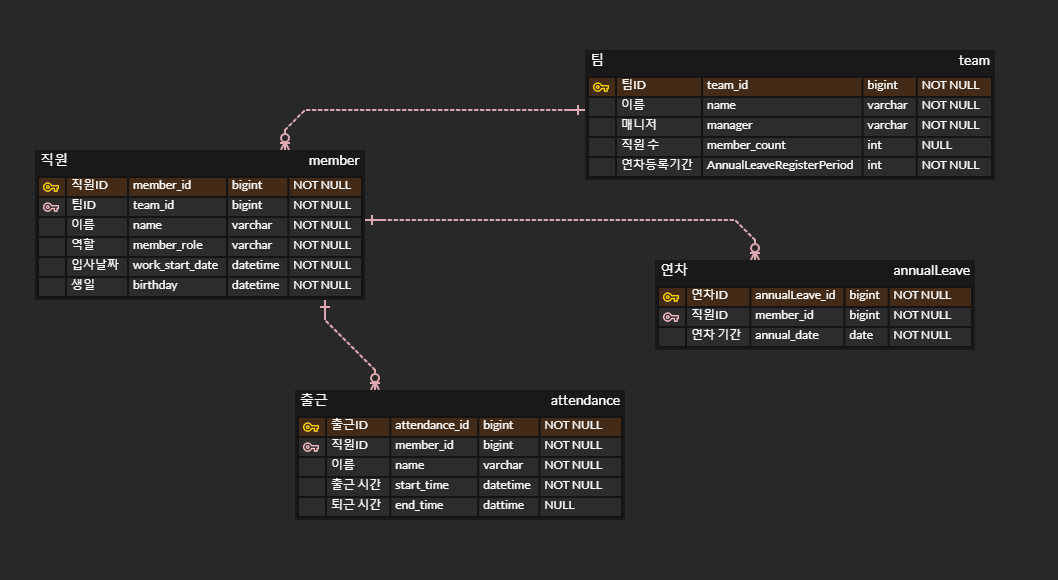 팀 team
팀ID team_id bigint NOT NULL
이름 name varchar NOT NULL
매니저 manager varchar NOT NULL
직원 수 member_count int NULL
연차등록기간 AnnualLeaveRegisterPeriod int NOT NULL
직원 member
직원ID member_id bigint NOT NULL
팀ID team_id bigint NOT NULL
이름 name varchar NOT NULL
역할 member_role varchar NOT NULL
입사날짜 work_start_date datetime NOT NULL
생일 birthday datetime NOT NULL
연차 annualLeave
연차ID annualLeave_id bigint NOT NULL
직원ID member_id bigint NOT NULL
연차 기간 annual_date date NOT NULL
출근 attendance
출근ID attendance_id bigint NOT NULL
직원ID member_id bigint NOT NULL
이름 name varchar NOT NULL
출근 시간 start_time datetime NOT NULL
퇴근 시간 end_time dattime NULL